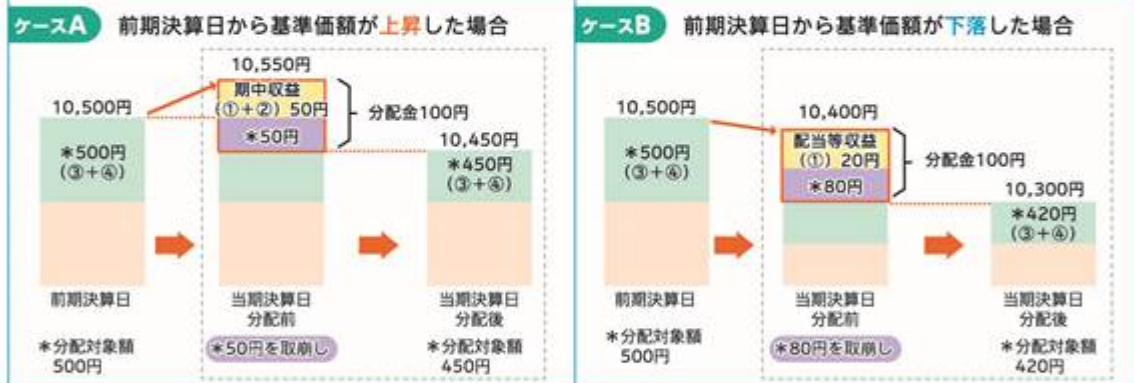 ケースA 前期決算日から基準価額が上昇した場合
10,550円
10,500円
期中収益
(①+②) 50円
*50円
分配金100円
10,450円
*500円
(③+④)
*450円
(③+④)
前期決算日
当期決算日
分配前
当期決算日
分配後
*分配対象額
500円
*50円を取崩し
*分配対象額
450円
ケースB 前期決算日から基準価額が下落した場合
10,500円
10,400円
配当等収益
(①) 20円
*80円
分配金100円
10,300円
*500円
(③+④)
*420円
(③+④)
前期決算日
当期決算日
分配前
当期決算日
分配後
*分配対象額
500円
*80円を取崩し
*分配対象額
420円